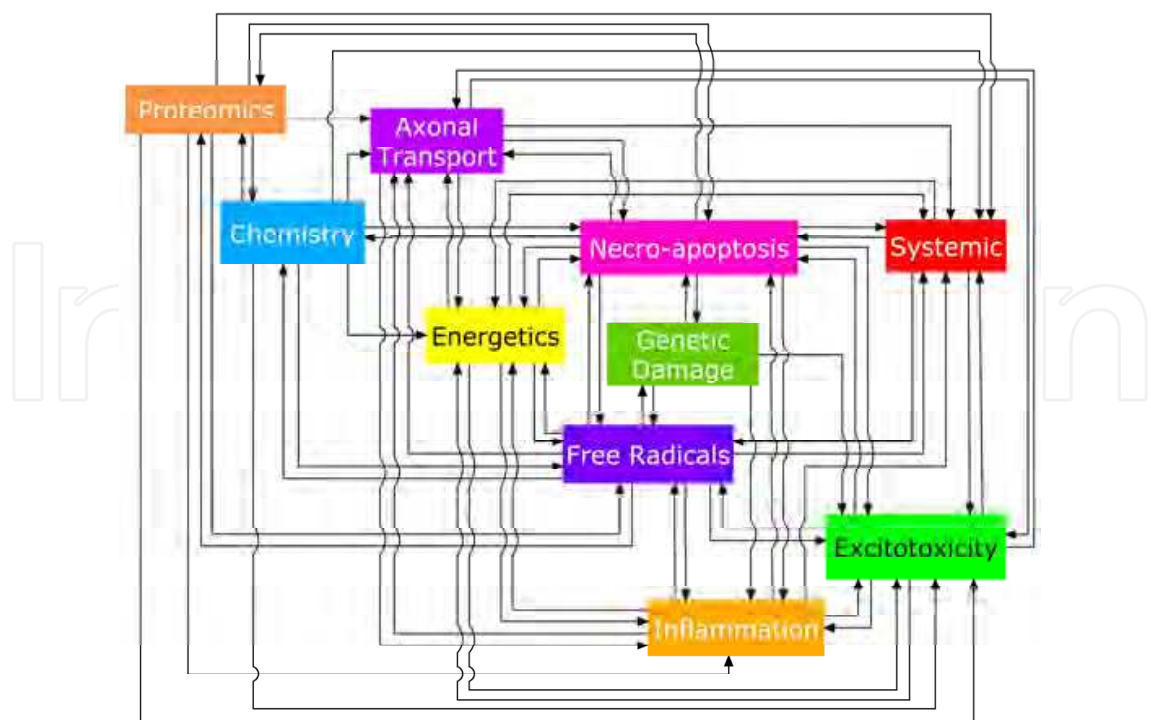 Proteomics
Axonal
Transport
Chemistry
Necro-apoptosis
Systemic
Energetics
Genetic
Damage
Free Radicals
Excitotoxicity
Inflammation